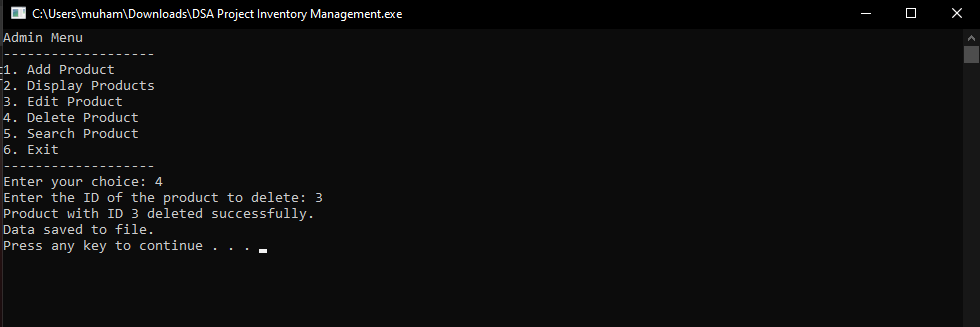 C:\Users\muham\Downloads\DSA Project Inventory Management.exe
Admin Menu
-------------------
1. Add Product
2. Display Products
3. Edit Product
4. Delete Product
5. Search Product
6. Exit
-------------------
Enter your choice: 4
Enter the ID of the product to delete: 3
Product with ID 3 deleted successfully.
Data saved to file.
Press any key to continue . . .